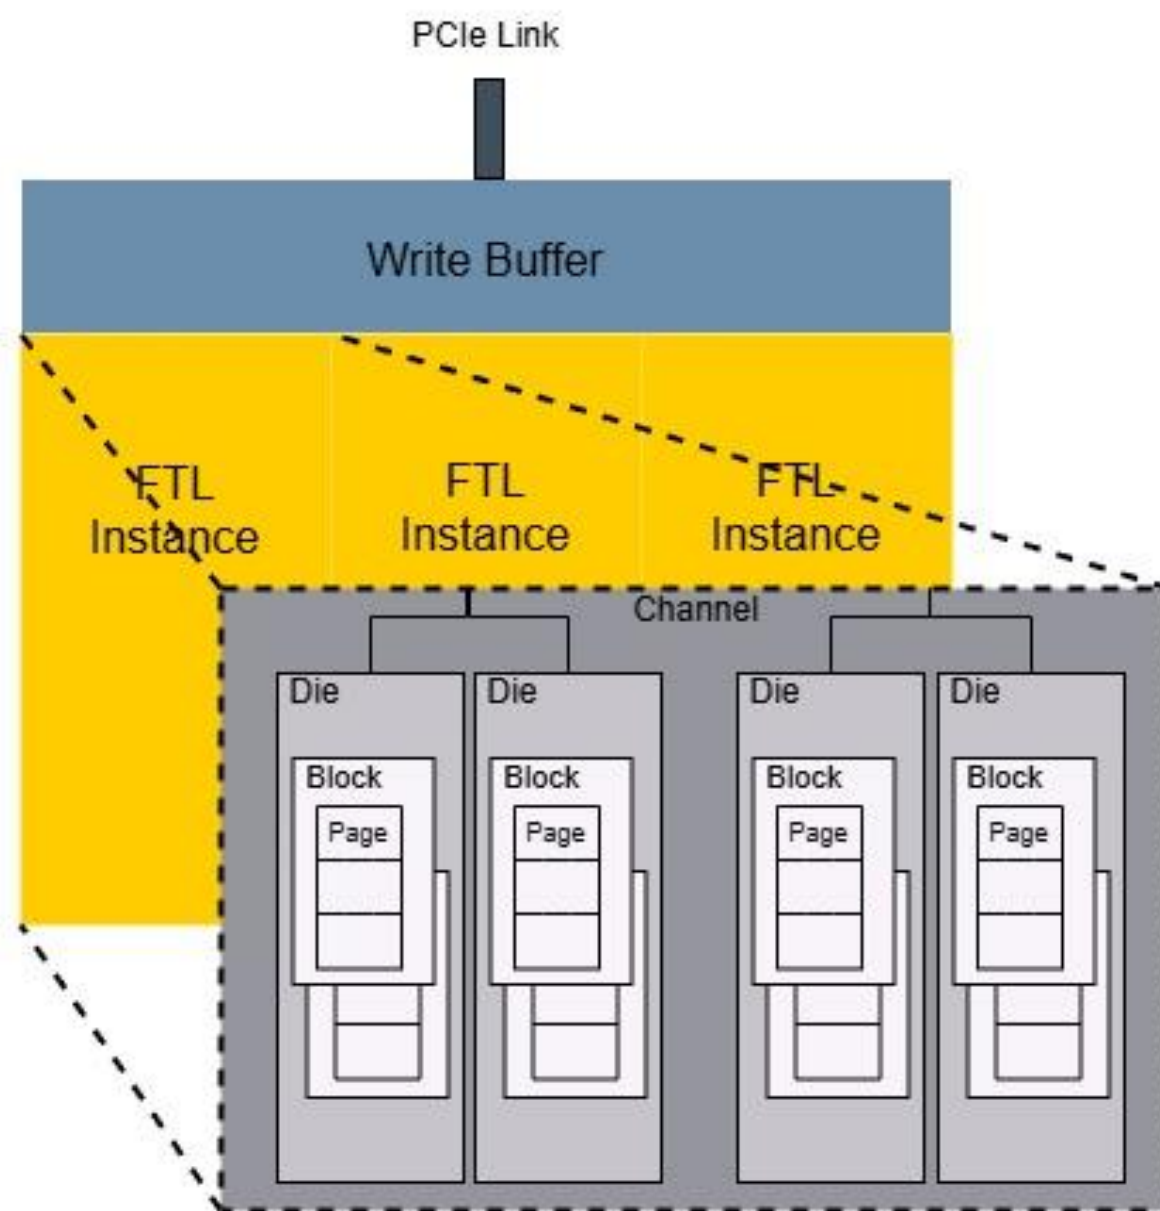 PCIe Link
Write Buffer
FTL
Instance
FTL
Instance
FTL
Instance
Channel
Die
Die
Die
Die
Block
Block
Block
Block
Page
Page
Page
Page